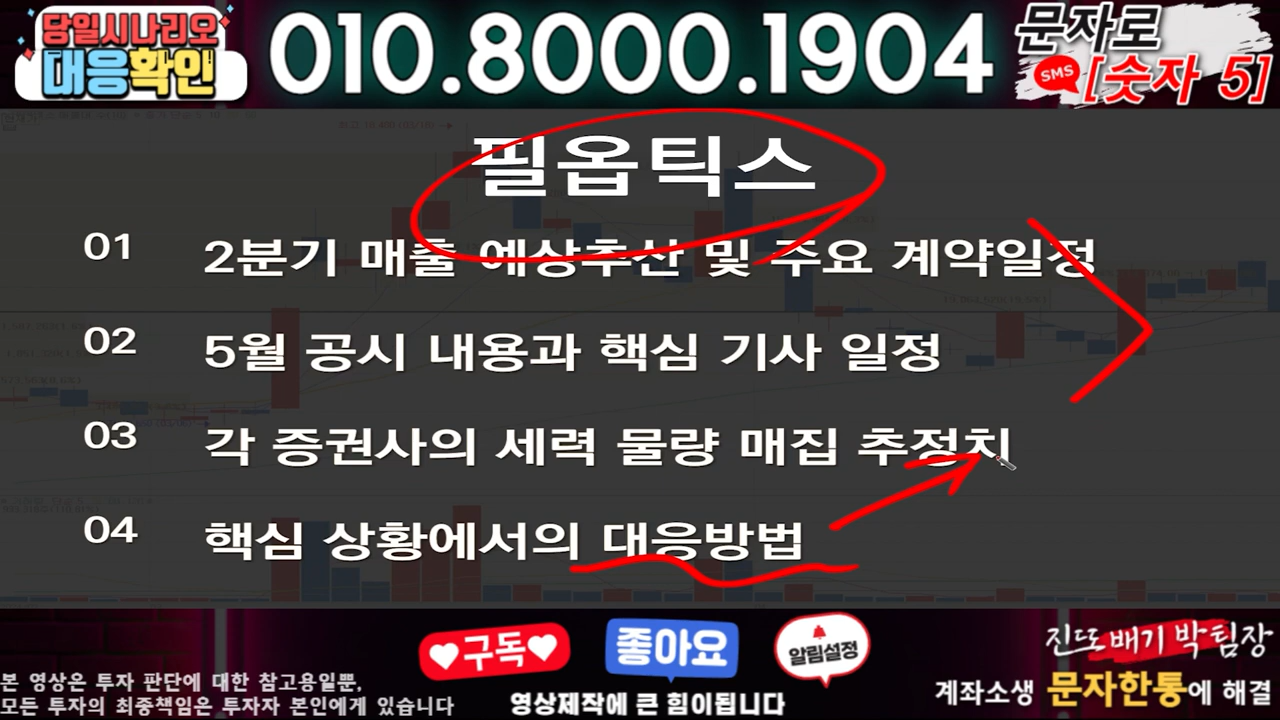 당일시나리오
대응확인
010.8000.1904
문자로
SMS [숫자 5]
필옵틱스
01 2분기 매출 예상추산 및 주요 계약일정
02 5월 공시 내용과 핵심 기사 일정
03 각 증권사의 세력 물량 매집 추정치
04 핵심 상황에서의 대응방법
구독
좋아요
알림설정
영상제작에 큰 힘이됩니다
본 영상은 투자 판단에 대한 참고용일뿐,
모든 투자의 최종책임은 투자자 본인에게 있습니다
진또배기 박팀장
계좌소생 문자한통에 해결